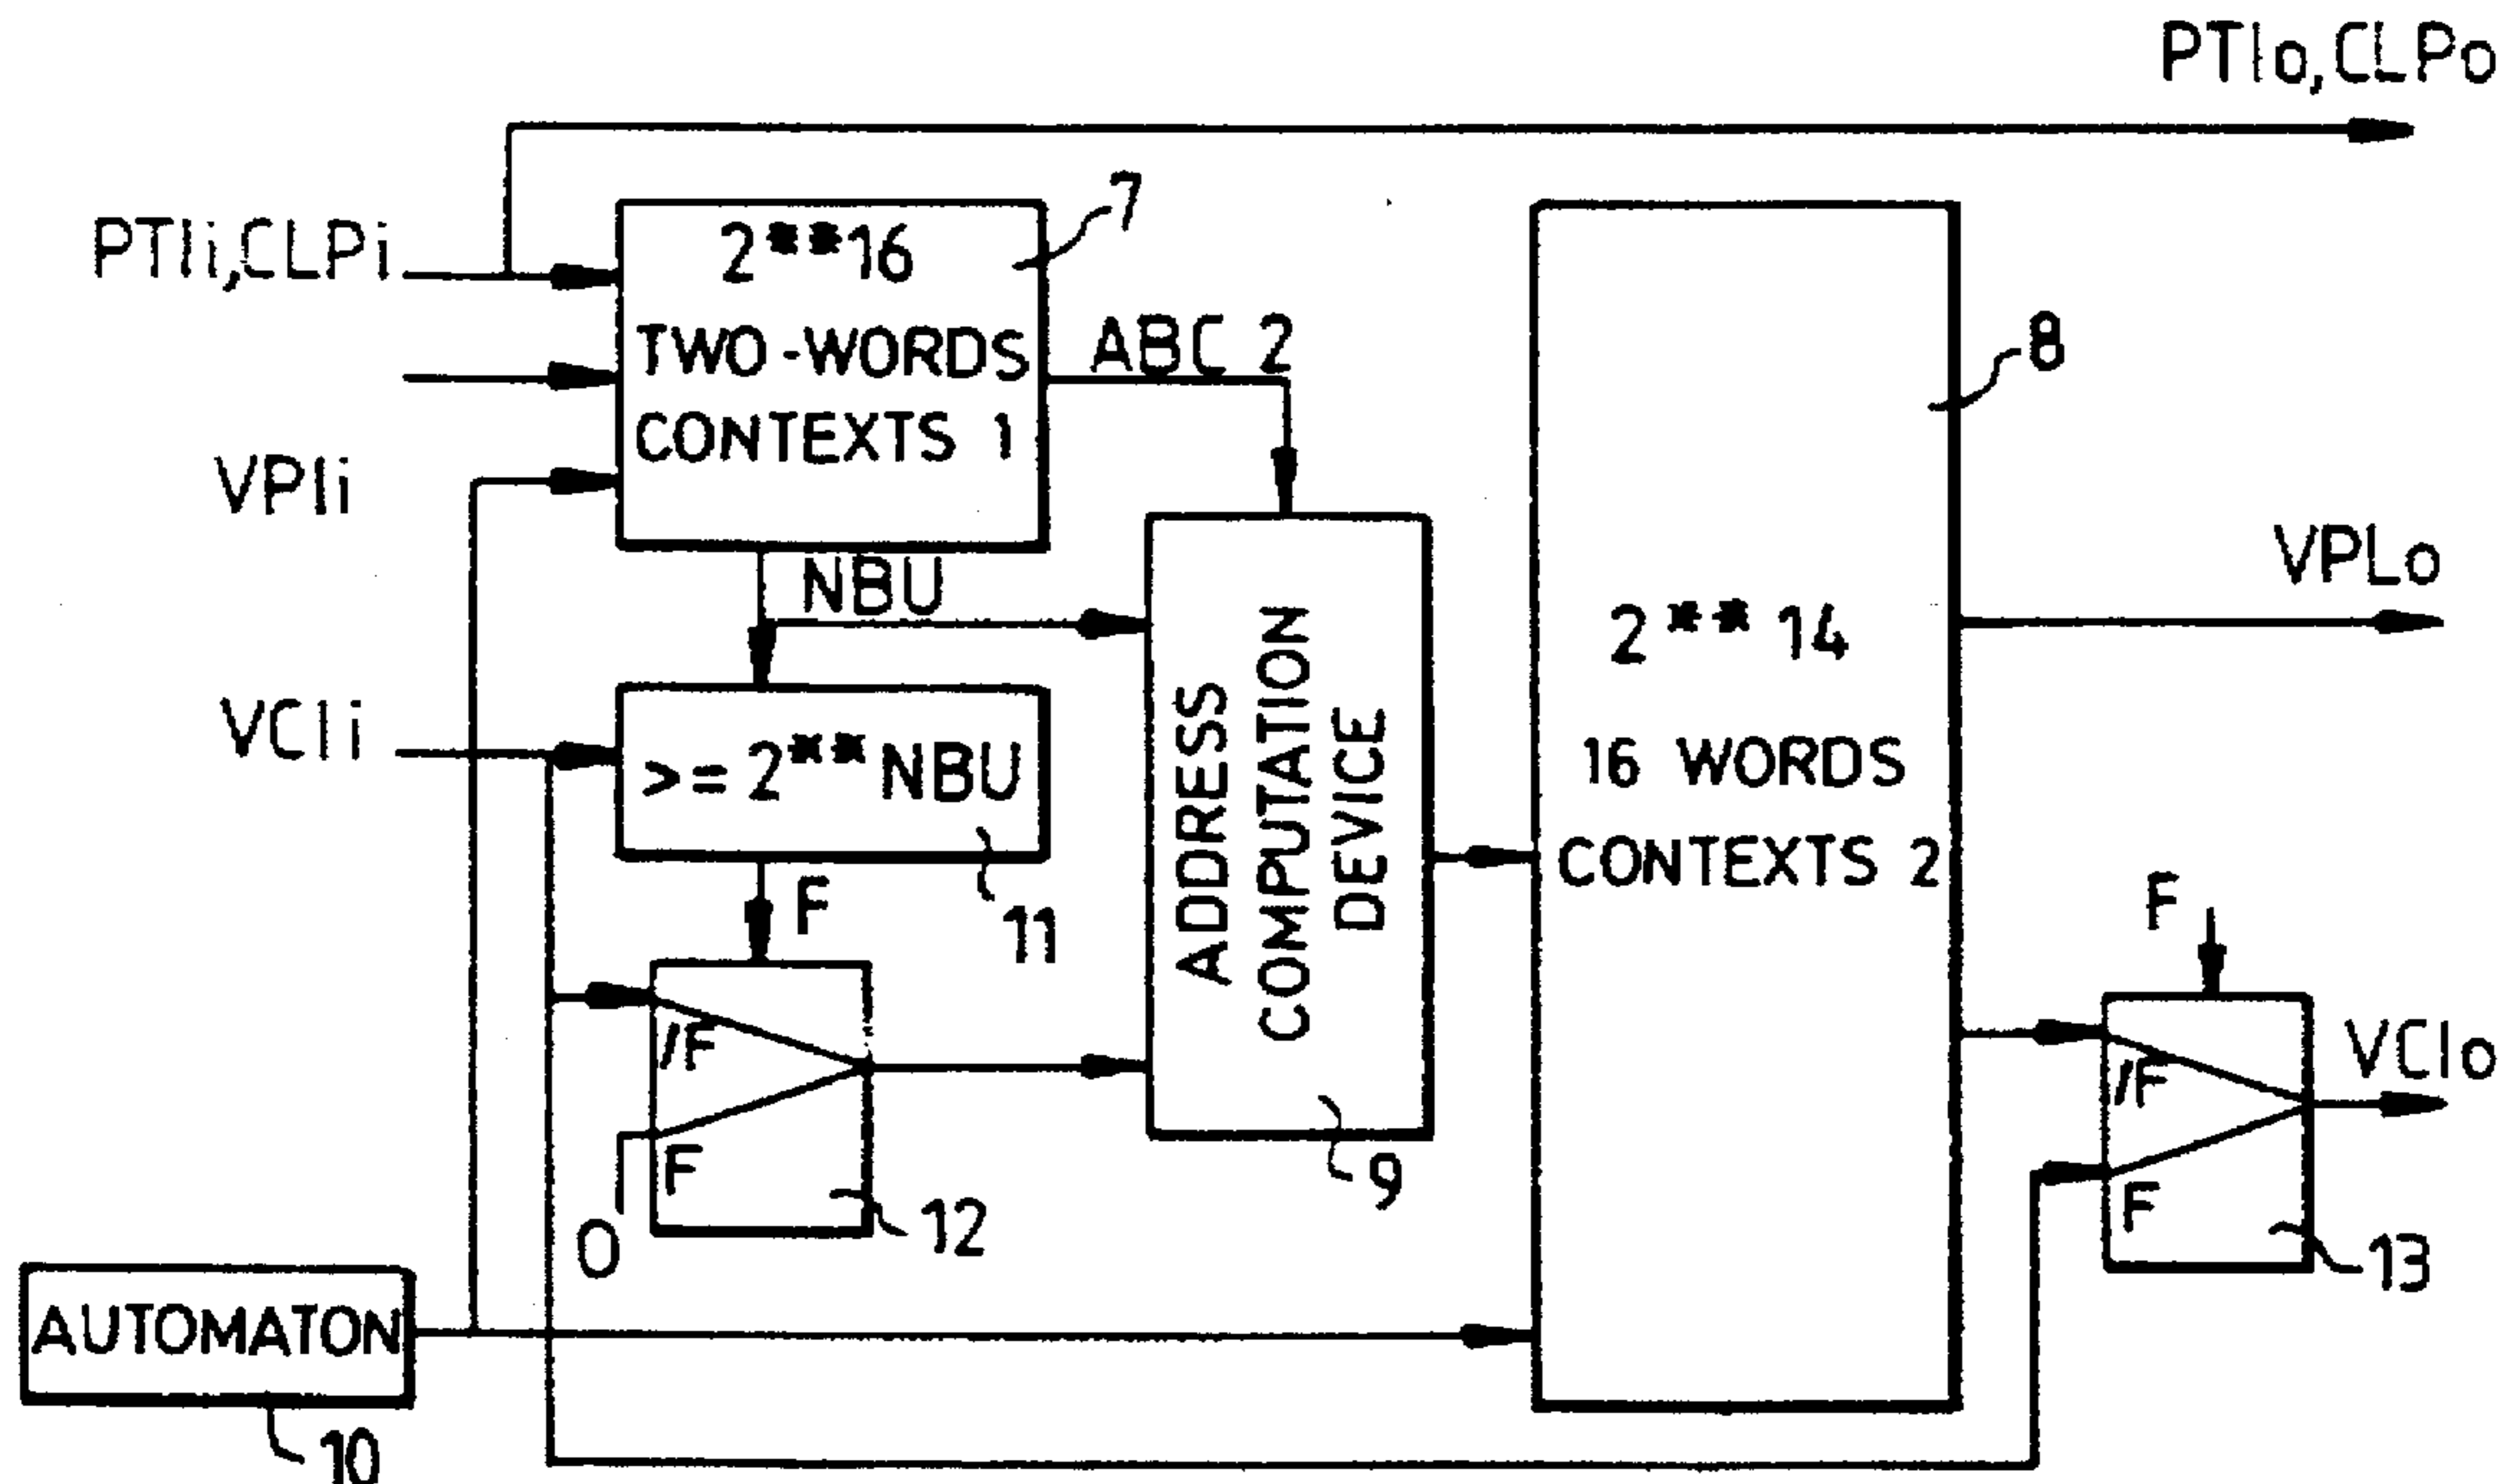 PTIo,CLPo
7
PTIi,CLPi
2**16
TWO-WORDS
CONTEXTS 1
ABC 2
8
VPIi
NBU
VPLo
2**14
16 WORDS
CONTEXTS 2
VCIi
>=2**NBU
ADDRESS
COMPUTATION
DEVICE
F
11
F
/F
F
0
12
9
/F
F
VCIo
13
AUTOMATON
10